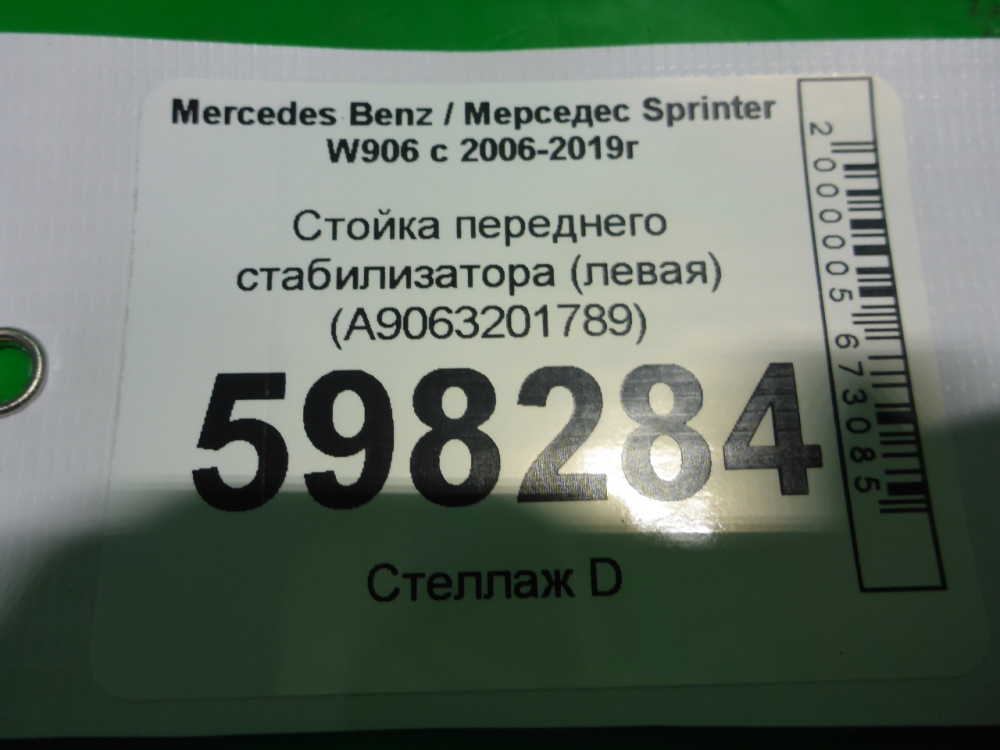 Mercedes Benz / Мерседес Sprinter
W906 с 2006-2019г
Стойка переднего
стабилизатора (левая)
(A9063201789)
598284
Стеллаж D
2000005673085